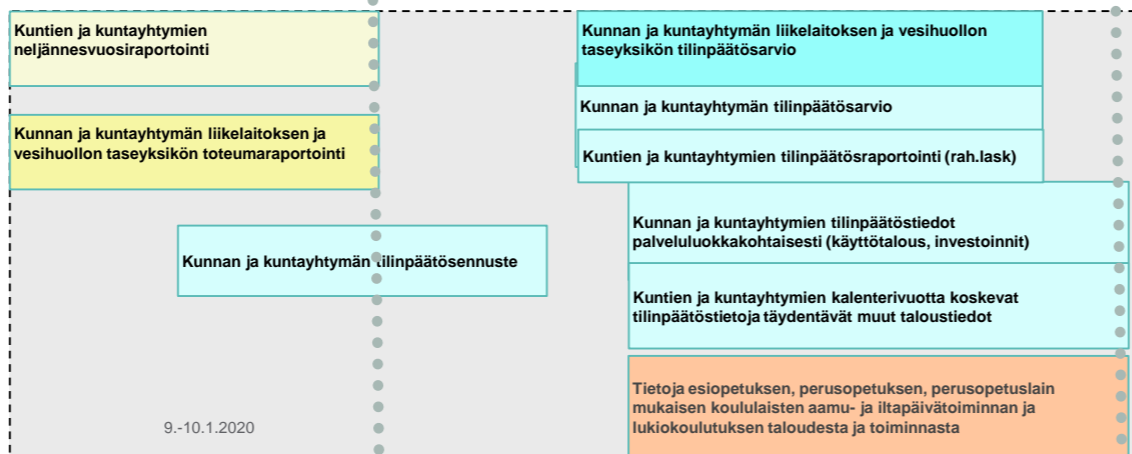 Kuntien ja kuntayhtymien
neljännesvuosiraportointi
Kunnan ja kuntayhtymän liikelaitoksen ja
vesihuollon taseyksikön toteumaraportointi
Kunnan ja kuntayhtymän tilinpäätösennuste
9.-10.1.2020
Kunnan ja kuntayhtymän liikelaitoksen ja vesihuollon
taseyksikön tilinpäätösarvio
Kunnan ja kuntayhtymän tilinpäätösarvio
Kuntien ja kuntayhtymien tilinpäätösraportointi (rah.lask)
Kunnan ja kuntayhtymien tilinpäätöstiedot
palveluluokkakohtaisesti (käyttötalous, investoinnit)
Kuntien ja kuntayhtymien kalenterivuotta koskevat
tilinpäätöstietoja täydentävät muut taloustiedot
Tietoja esiopetuksen, perusopetuksen, perusopetuslain
mukaisen koululaisten aamu- ja iltapäivätoiminnan ja
lukiokoulutuksen taloudesta ja toiminnasta